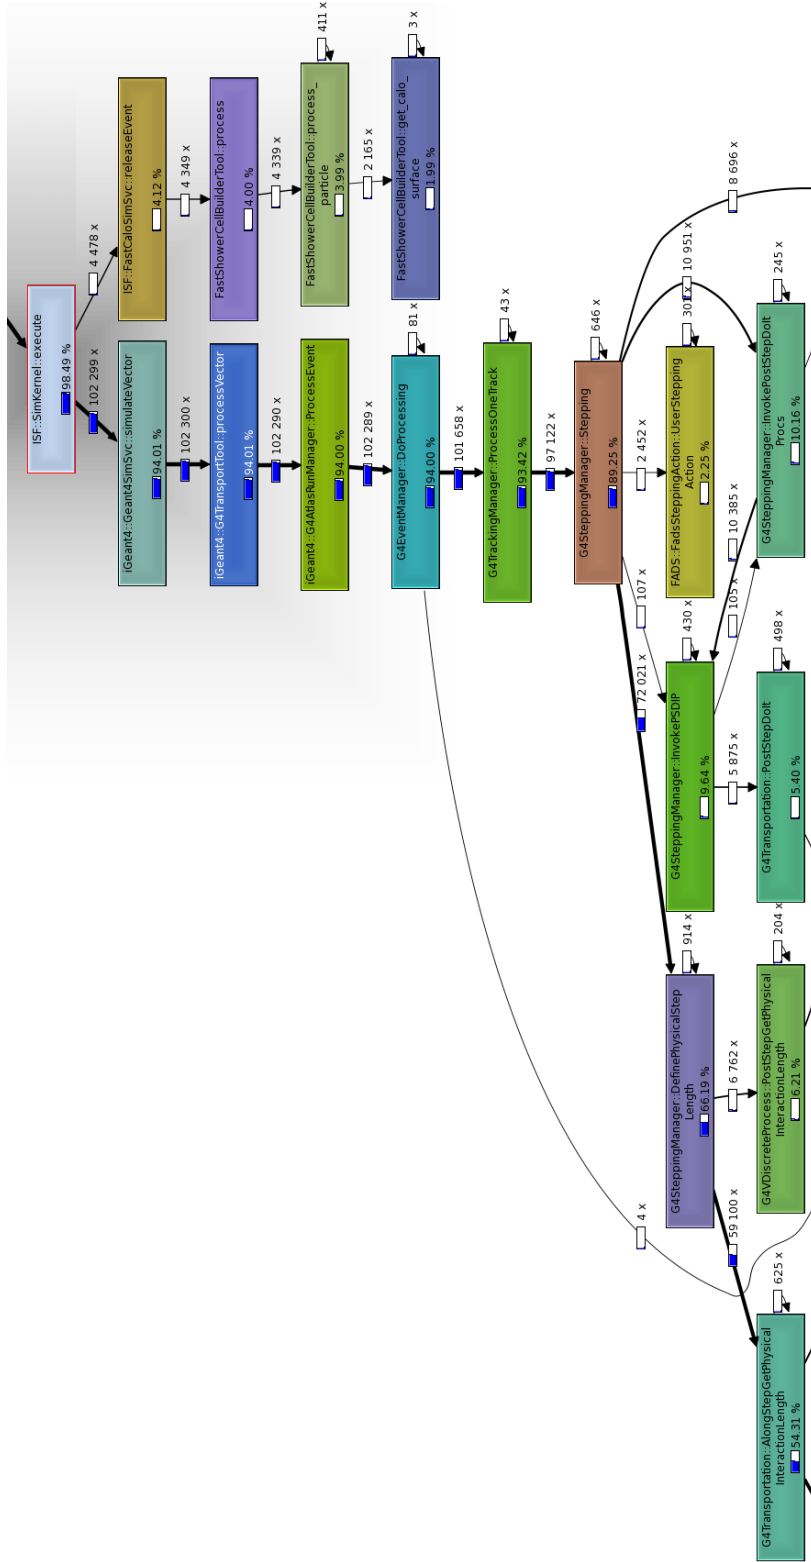 ISF::SimKernel::execute
98.49 %
4 478 x
102 299 x
ISF::FastCaloSimSvc::releaseEvent
4.12 %
iGeant4::Geant4SimSvc::simulateVector
94.01 %
4 349 x
102 300 x
FastShowerCellBuilderTool::process
4.00 %
iGeant4::G4TransportTool::processVector
94.01 %
4 339 x
102 290 x
411 x
FastShowerCellBuilderTool::process_
particle
3.99 %
iGeant4::G4AtlasRunManager::ProcessEvent
94.00 %
2 165 x
102 289 x
3 x
FastShowerCellBuilderTool::get_calo_
surface
1.99 %
81 x
G4EventManager::DoProcessing
94.00 %
101 658 x
43 x
G4TrackingManager::ProcessOneTrack
93.42 %
97 122 x
646 x
G4SteppingManager::Stepping
89.25 %
2 452 x
107 x
72 021 x
4 x
10 951 x
301 x
FADS::FadsSteppingAction::UserStepping
Action
2.25 %
430 x
G4SteppingManager::InvokePSDIP
9.64 %
914 x
G4SteppingManager::DefinePhysicalStep
Length
66.19 %
8 696 x
10 385 x
105 x
5 875 x
6 762 x
59 100 x
245 x
G4SteppingManager::InvokePostStepDoIt
Procs
10.16 %
498 x
G4Transportation::PostStepDoIt
5.40 %
204 x
G4VDiscreteProcess::PostStepGetPhysical
InteractionLength
6.21 %
625 x
G4Transportation::AlongStepGetPhysical
InteractionLength
54.31 %